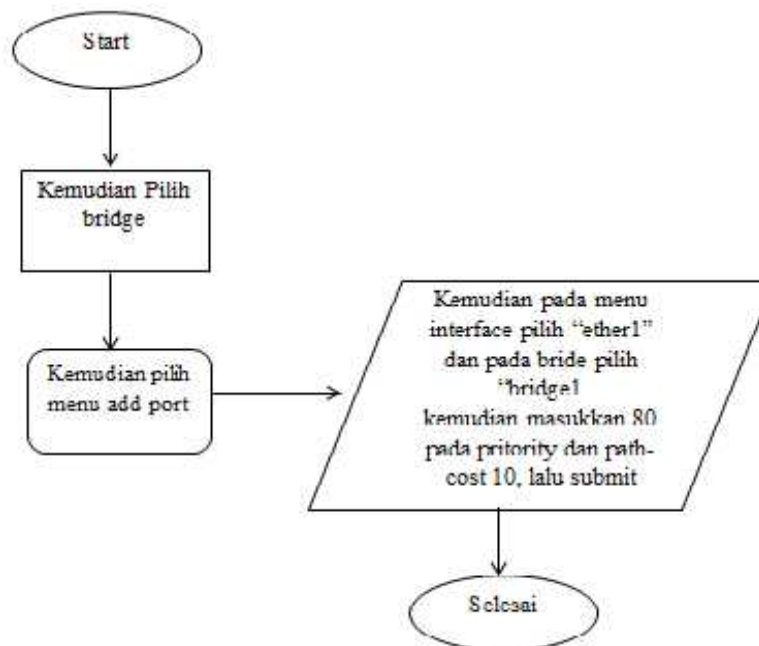 Start
Kemudian Pilih
bridge
Kemudian pilih
menu add port
Kemudian pada menu
interface pilih “ether1”
dan pada bride pilih
“bridge1
kemudian masukkan 80
pada pritority dan path-
cost 10, lalu submit
Selesai